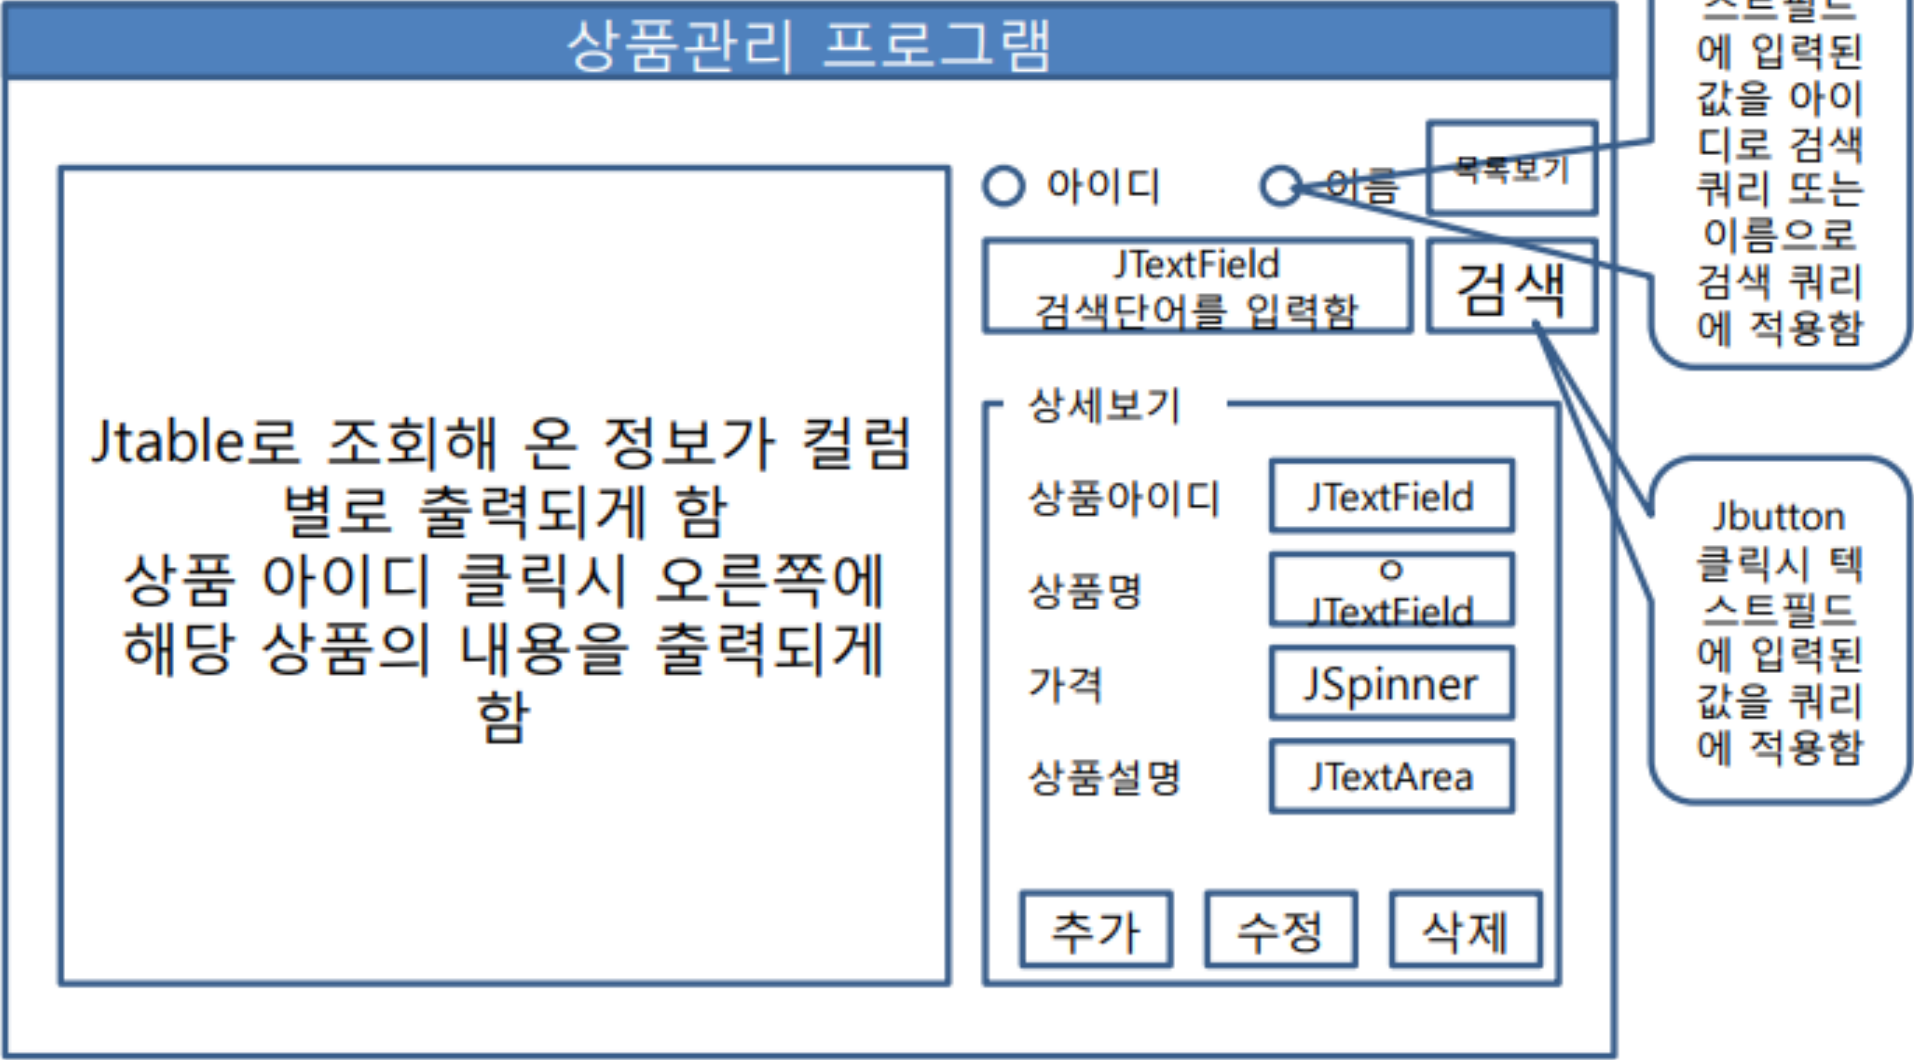 상품관리 프로그램
스트필드
에 입력된
값을 아이
디로 검색
쿼리 또는
이름으로
검색 쿼리
에 적용함
아이디
이름
목록보기
JTextField
검색단어를 입력함
검색
Jtable로 조회해 온 정보가 컬럼
별로 출력되게 함
상품 아이디 클릭시 오른쪽에
해당 상품의 내용을 출력되게
함
상세보기
상품아이디
JTextField
상품명
ㅇ
JTextField
가격
JSpinner
상품설명
JTextArea
추가
수정
삭제
Jbutton
클릭시 텍
스트필드
에 입력된
값을 쿼리
에 적용함